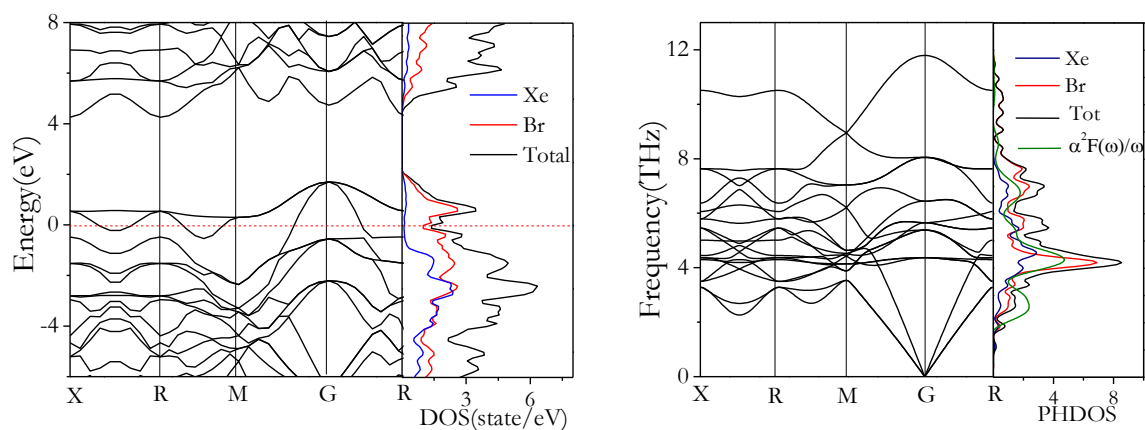 8
4
0
-4
Energy(eV)
X
R
M
G
R
3
6
DOS(state/eV)
Xe
Br
Total
12
8
4
0
Frequency(THz)
X
R
M
G
R
4
8
PHDOS
Xe
Br
Tot
α²F(ω)/ω